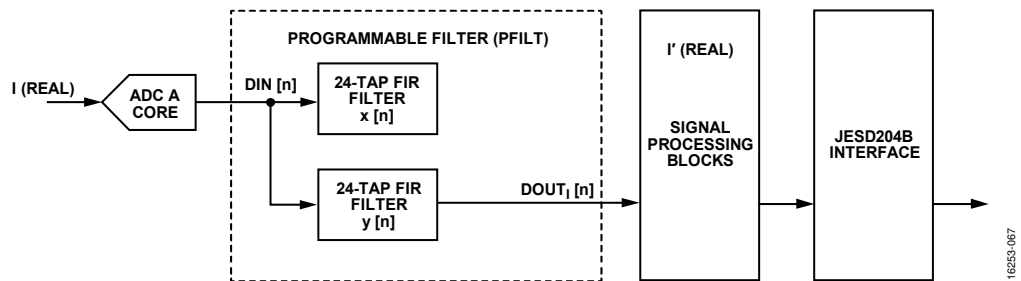 PROGRAMMABLE FILTER (PFILT)
I (REAL)
ADC A
CORE
DIN [n]
24-TAP FIR
FILTER
x [n]
24-TAP FIR
FILTER
y [n]
DOUTI [n]
I′ (REAL)
SIGNAL
PROCESSING
BLOCKS
JESD204B
INTERFACE
16253-067